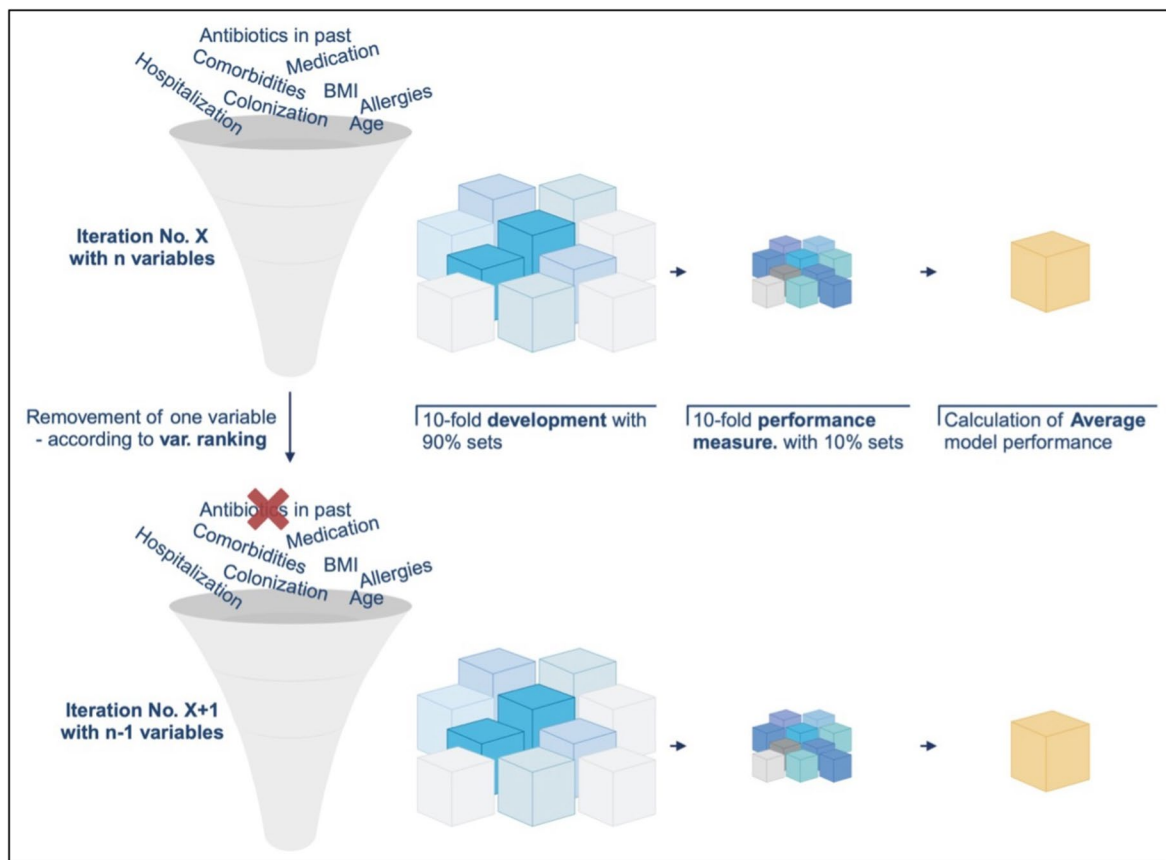 Antibiotics in past
Medication
Comorbidities
BMI
Hospitalization
Colonization
Allergies
Age
Iteration No. X
with n variables
Removement of one variable
- according to var. ranking
10-fold development with
90% sets
10-fold performance
measure. with 10% sets
Calculation of Average
model performance
Antibiotics in past
Medication
Comorbidities
BMI
Hospitalization
Colonization
Allergies
Age
Iteration No. X+1
with n-1 variables